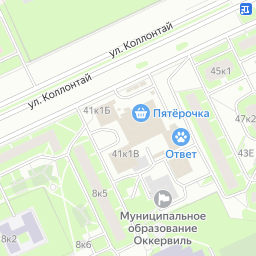 ул. Коллонтай
ул. Коллонтай
45к1
41к1Б
Пятёрочка
47к2
Ответ
43Е
41к1В
8к5
Муниципальное
образование
Оккервиль
8к2
8к6